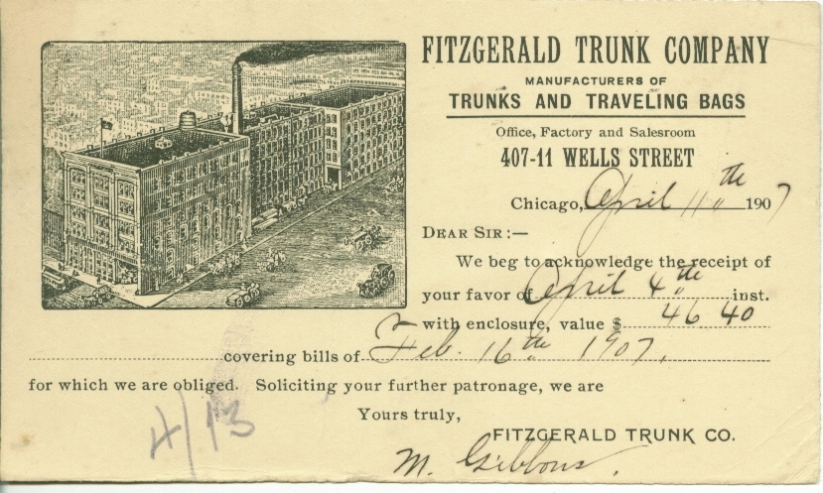 FITZGERALD TRUNK COMPANY
MANUFACTURERS OF
TRUNKS AND TRAVELING BAGS
Office, Factory and Salesroom
407-11 WELLS STREET
Chicago, April 11th 1907
DEAR SIR:—
We beg to acknowledge the receipt of
your favor of April 4th inst.
with enclosure, value $ 46 40
covering bills of Feb. 16th 1907.
for which we are obliged. Soliciting your further patronage, we are
Yours truly,
4/13
FITZGERALD TRUNK CO.
M. Gibbons.